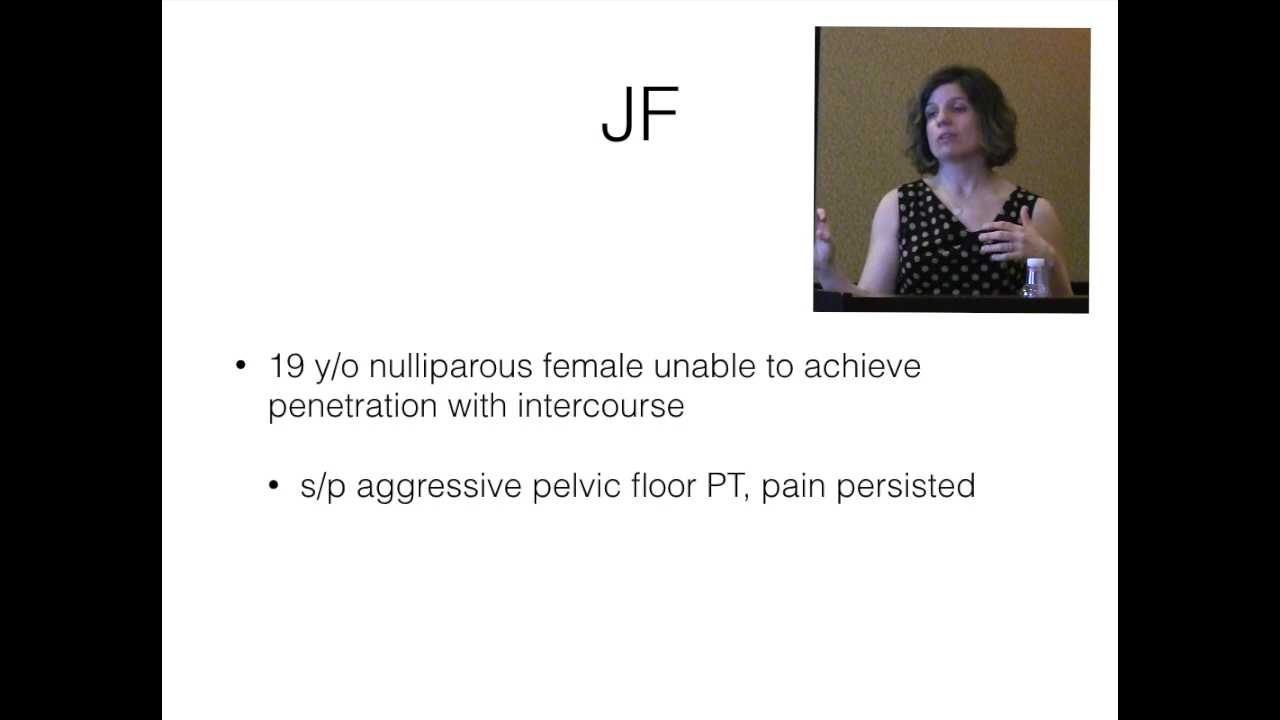 JF
• 19 y/o nulliparous female unable to achieve
penetration with intercourse
• s/p aggressive pelvic floor PT, pain persisted